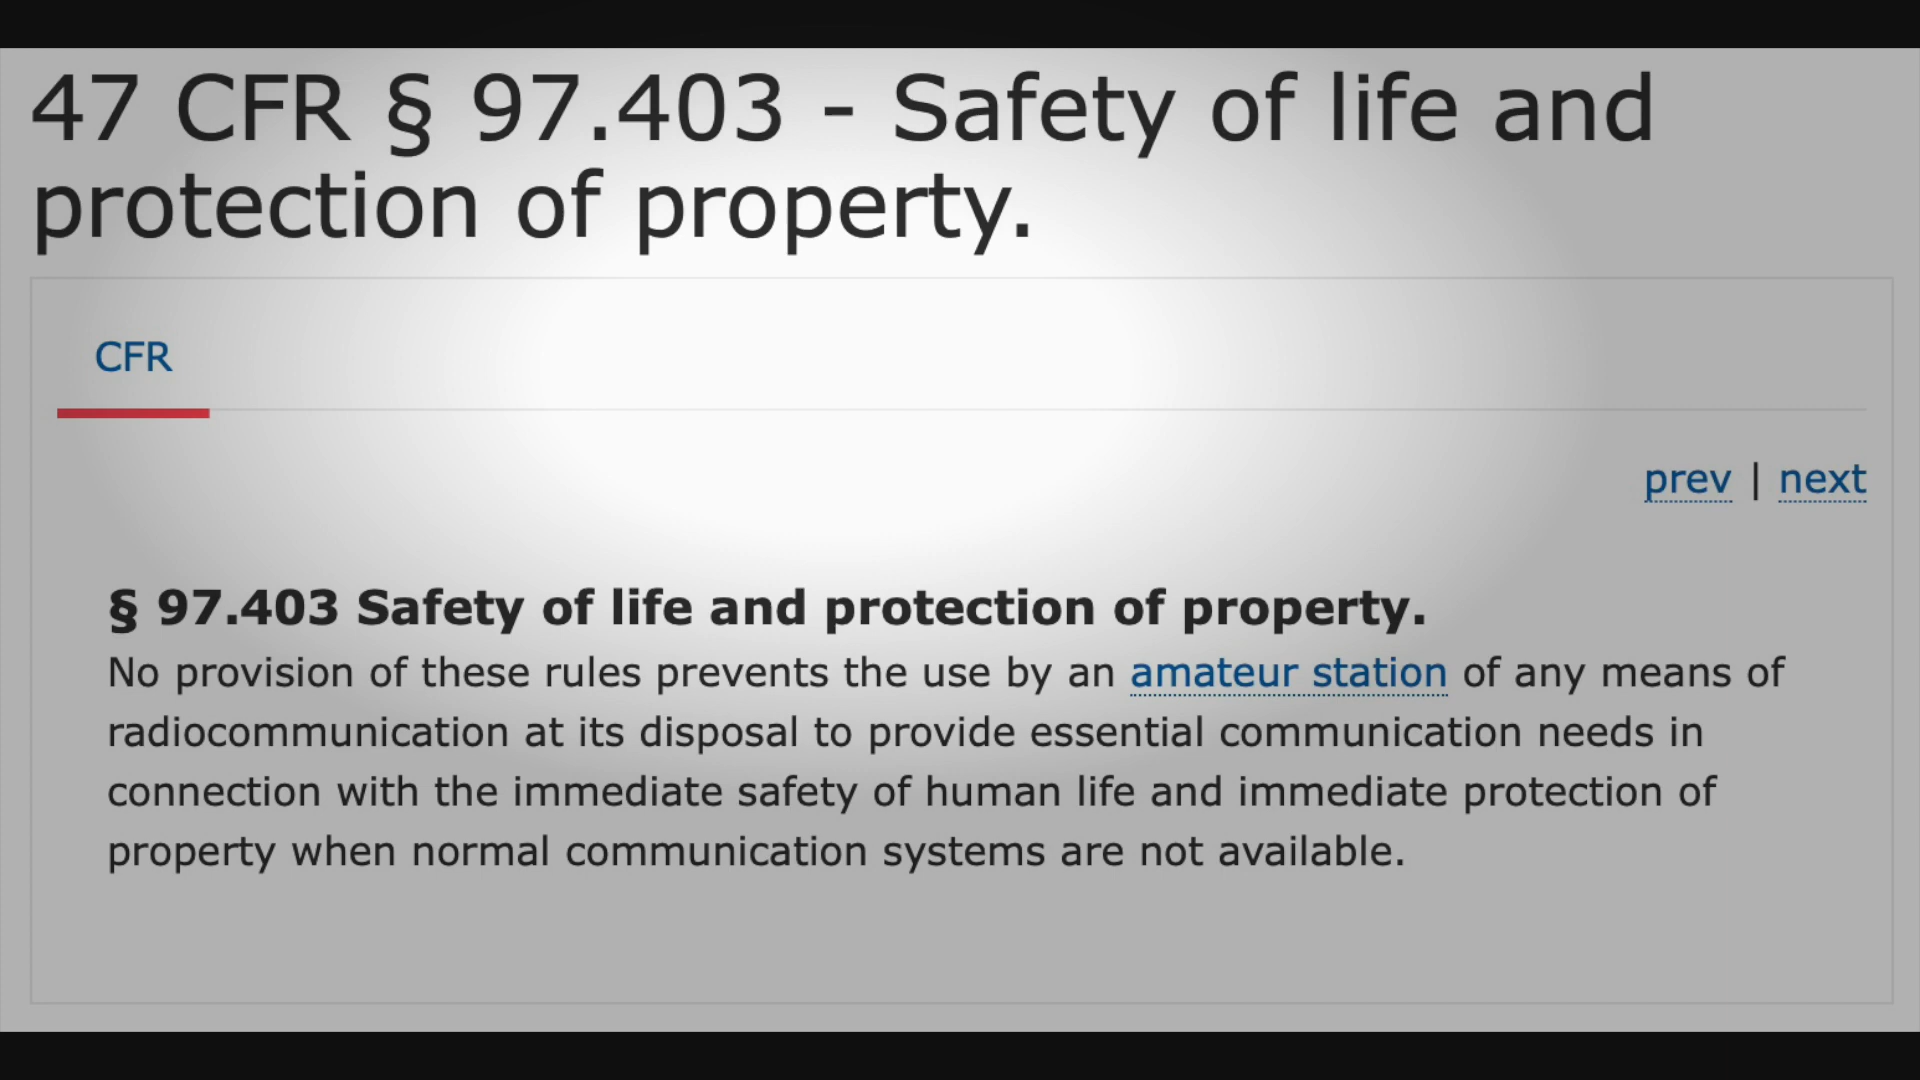 47 CFR § 97.403 - Safety of life and
protection of property.
CFR
prev | next
§ 97.403 Safety of life and protection of property.
No provision of these rules prevents the use by an amateur station of any means of
radiocommunication at its disposal to provide essential communication needs in
connection with the immediate safety of human life and immediate protection of
property when normal communication systems are not available.